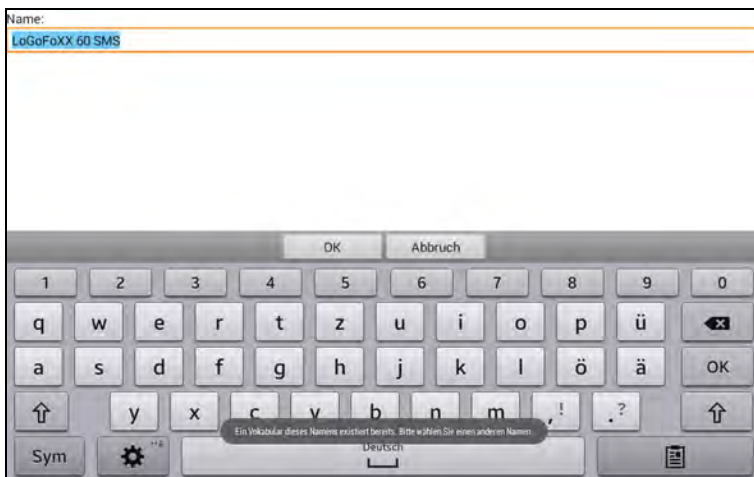 Name:
LoGoFoXX 60 SMS
OK Abbruch
1 2 3 4 5 6 7 8 9 0
q w e r t z u i o p ü
a s d f g h j k l ö ä OK
y x c v b n m , ! . ?
Ein Vokabular dieses Namens existiert bereits. Bitte wählen Sie einen anderen Namen.
Sym Deutsch